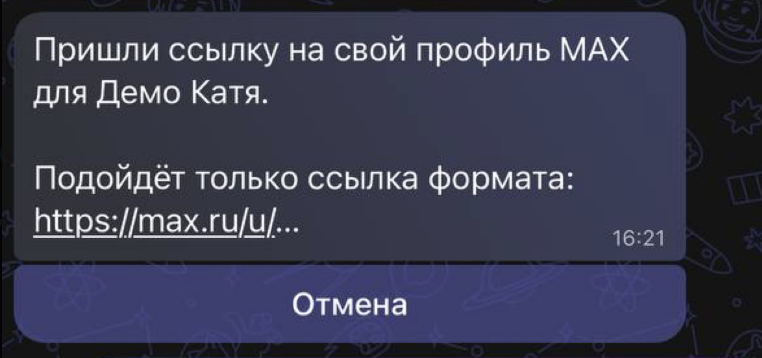 Пришли ссылку на свой профиль MAX
для Демо Катя.
Подойдёт только ссылка формата:
https://max.ru/u/...
16:21
Отмена